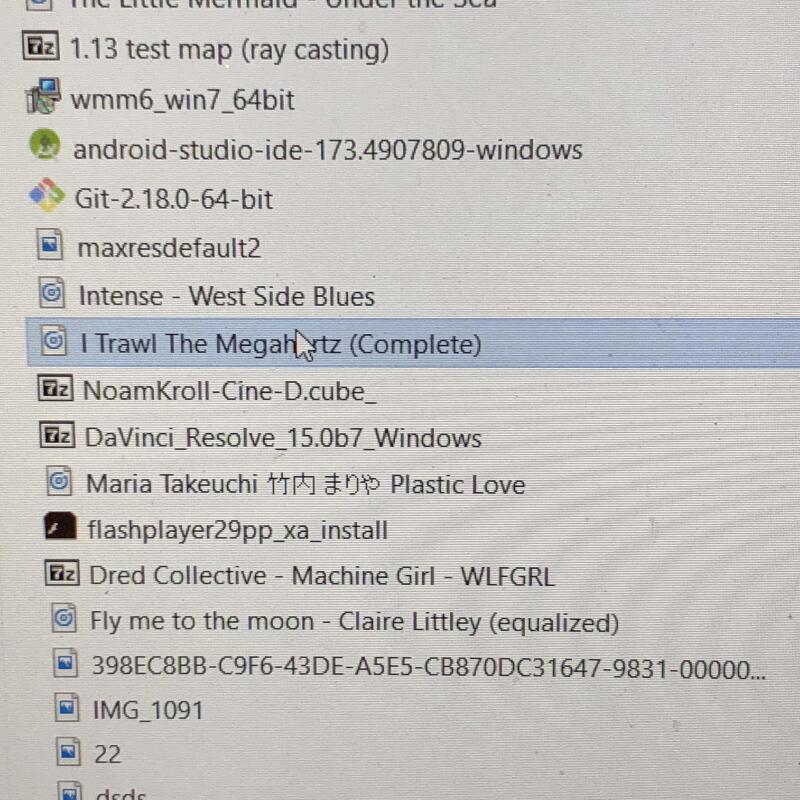 The Little Mermaid - Under the Sea
1.13 test map (ray casting)
wmm6_win7_64bit
android-studio-ide-173.4907809-windows
Git-2.18.0-64-bit
maxresdefault2
Intense - West Side Blues
I Trawl The Megahertz (Complete)
NoamKroll-Cine-D.cube_
DaVinci_Resolve_15.0b7_Windows
Maria Takeuchi 竹内 まりや Plastic Love
flashplayer29pp_xa_install
Dred Collective - Machine Girl - WLFGRL
Fly me to the moon - Claire Littley (equalized)
398EC8BB-C9F6-43DE-A5E5-CB870DC31647-9831-00000...
IMG_1091
22
dsds